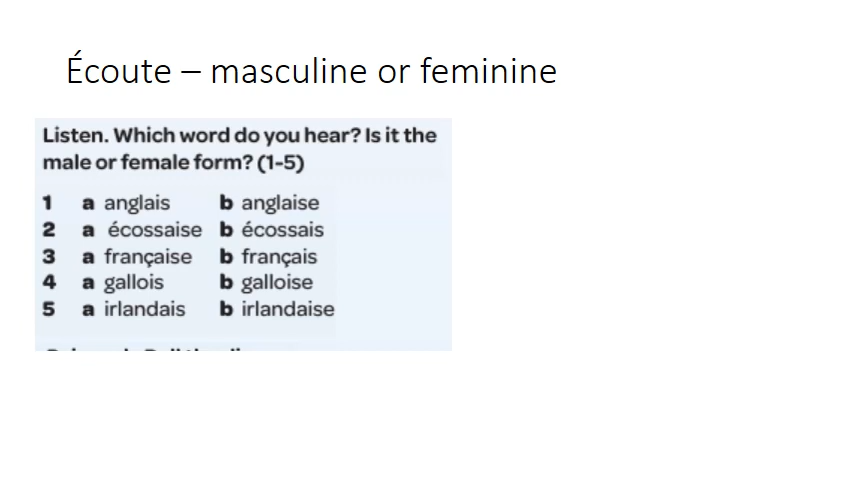 Écoute – masculine or feminine
Listen. Which word do you hear? Is it the
male or female form? (1-5)
1 a anglais b anglaise
2 a écossaise b écossais
3 a française b français
4 a gallois b galloise
5 a irlandais b irlandaise